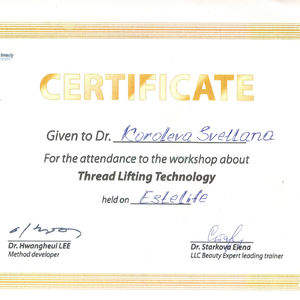 beauty
CERTIFICATE
Given to Dr. Koroleva Svetlana
For the attendance to the workshop about
Thread Lifting Technology
held on Estelife
Dr. Hwangheui LEE
Method developer
Dr. Starkova Elena
LLC Beauty Expert leading trainer